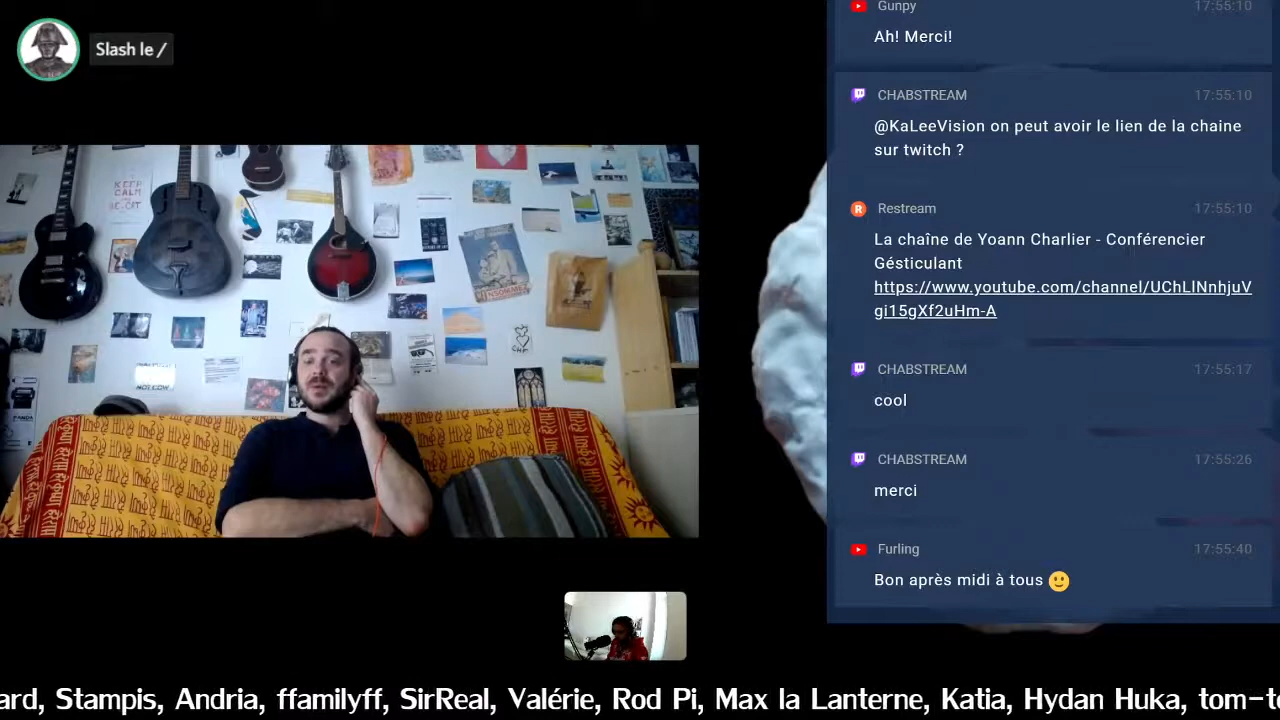 Slash le /
Gunpy
17:55:10
Ah! Merci!
CHABSTREAM
17:55:10
@KaLeeVision on peut avoir le lien de la chaine
sur twitch ?
Restream
17:55:10
La chaîne de Yoann Charlier - Conférencier
Gésticulant
https://www.youtube.com/channel/UChLlNnhjuV
gi15gXf2uHm-A
CHABSTREAM
17:55:17
cool
CHABSTREAM
17:55:26
merci
Furling
17:55:40
Bon après midi à tous
KEEP
CALM
ard, Stampis, Andria, ffamilyff, SirReal, Valérie, Rod Pi, Max la Lanterne, Katia, Hydan Huka, tom-t